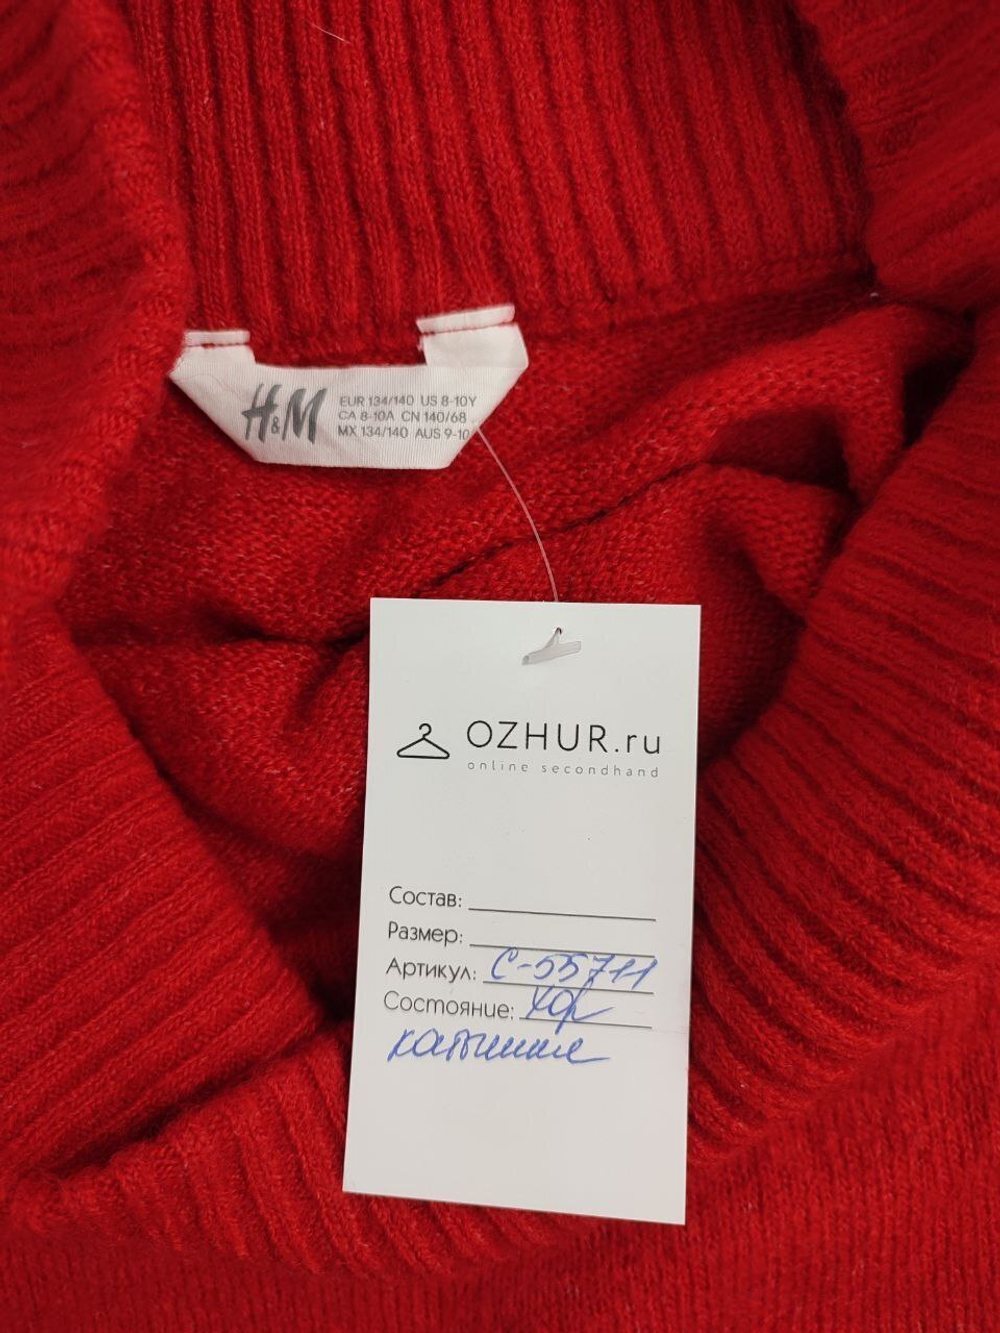 H&M
EUR 134/140 US 8-10Y
CA 8-10A CN 140/68
MX 134/140 AUS 9-10
OZHUR.ru
online secondhand
Состав:
Размер:
Артикул: С-55711
Состояние: Хор
катышки